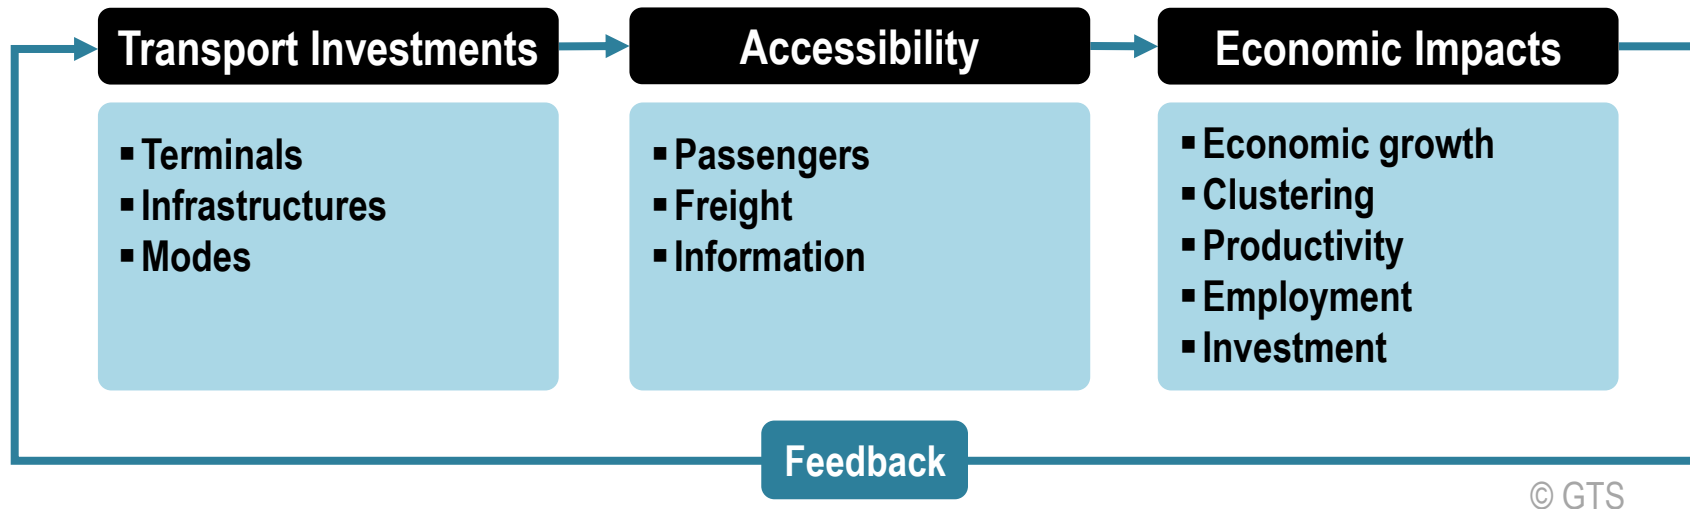 Transport Investments
Accessibility
Economic Impacts
▪ Terminals
▪ Infrastructures
▪ Modes
▪ Passengers
▪ Freight
▪ Information
▪ Economic growth
▪ Clustering
▪ Productivity
▪ Employment
▪ Investment
Feedback
© GTS